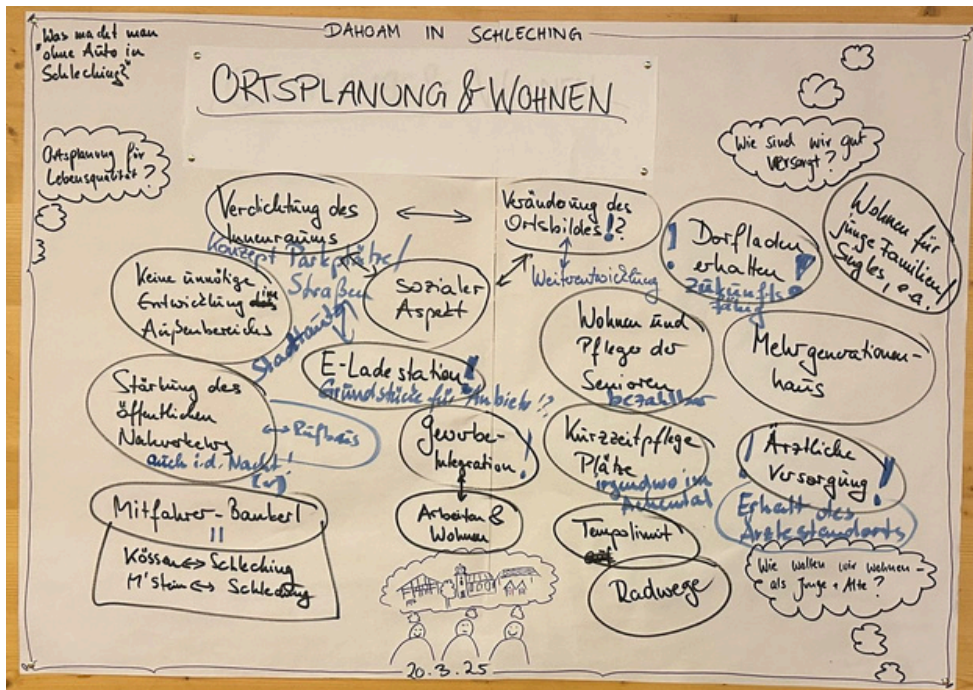 Was macht man
"ohne Auto in
Schleching?"
DAHOAM IN SCHLECHING
ORTSPLANUNG & WOHNEN
Ortsplanung für
Lebensqualität?
Wie sind wir gut
versorgt?
Verdichtung des
Innenraums
Veränderung des
Ortsbildes!?
Weiterentwicklung
Konzept Parkplätze/
Straßen
Dorfladen
erhalten
zukunfts-
fähig
Wohnen für
junge Familien/
Singles, e.a.
Keine unnötige
Entwicklung
Außenbereichs
sozialer
Aspekt
Wohnen und
Pflege der
Senioren
bezahlbar
Mehrgenerationen-
haus
E-Ladestation!
Grundstücke für Anbieter!?
Stärkung des
öffentlichen
Nahverkehrs
auch i.d. Nacht!
Rufbus
Gewerbe-
Integration!
Kurzzeitpflege
Plätze
irgendwo im
Achental
! Ärztliche
Versorgung!
Erhalt des
Arztestandorts
Mitfahrer-Bankerl
Kössen ↔ Schleching
M'Stein ↔ Schleching
Arbeiten &
Wohnen
Tempolimit
Radwege
Wie wollen wir wohnen -
als Junge + Alte?
20.3.25